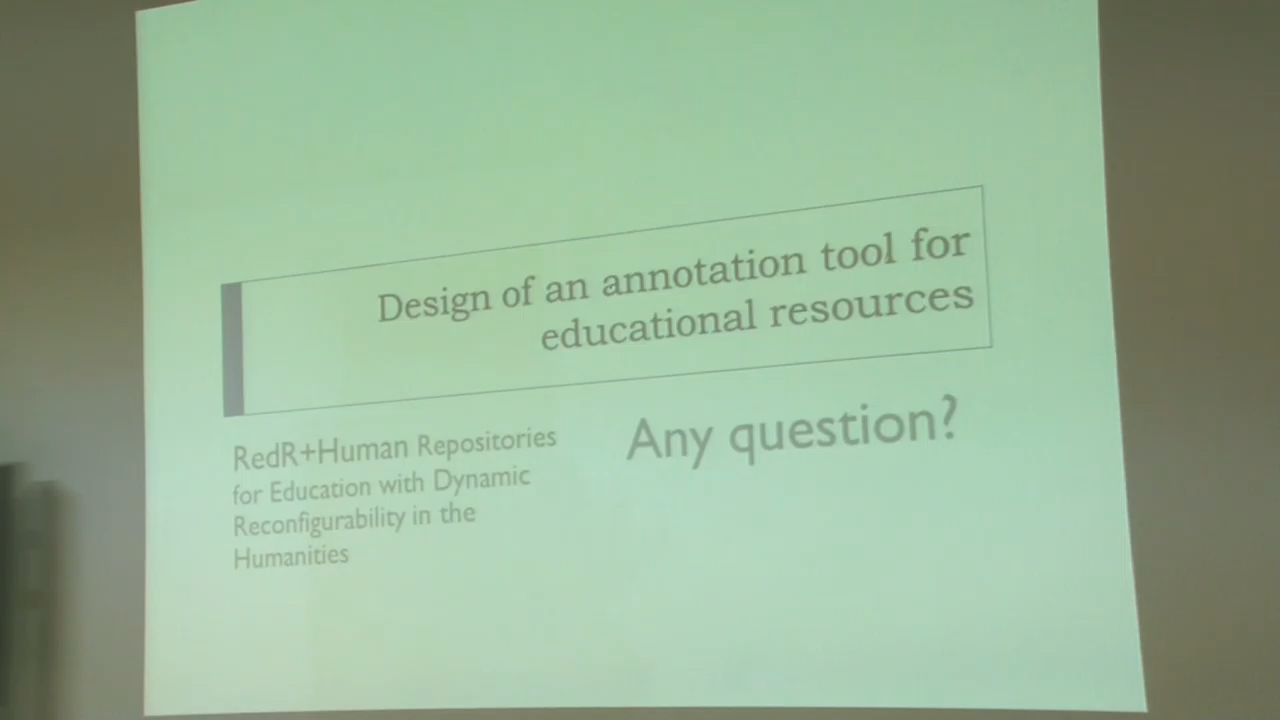 Design of an annotation tool for
educational resources
RedR+Human Repositories
for Education with Dynamic
Reconfigurability in the
Humanities
Any question?